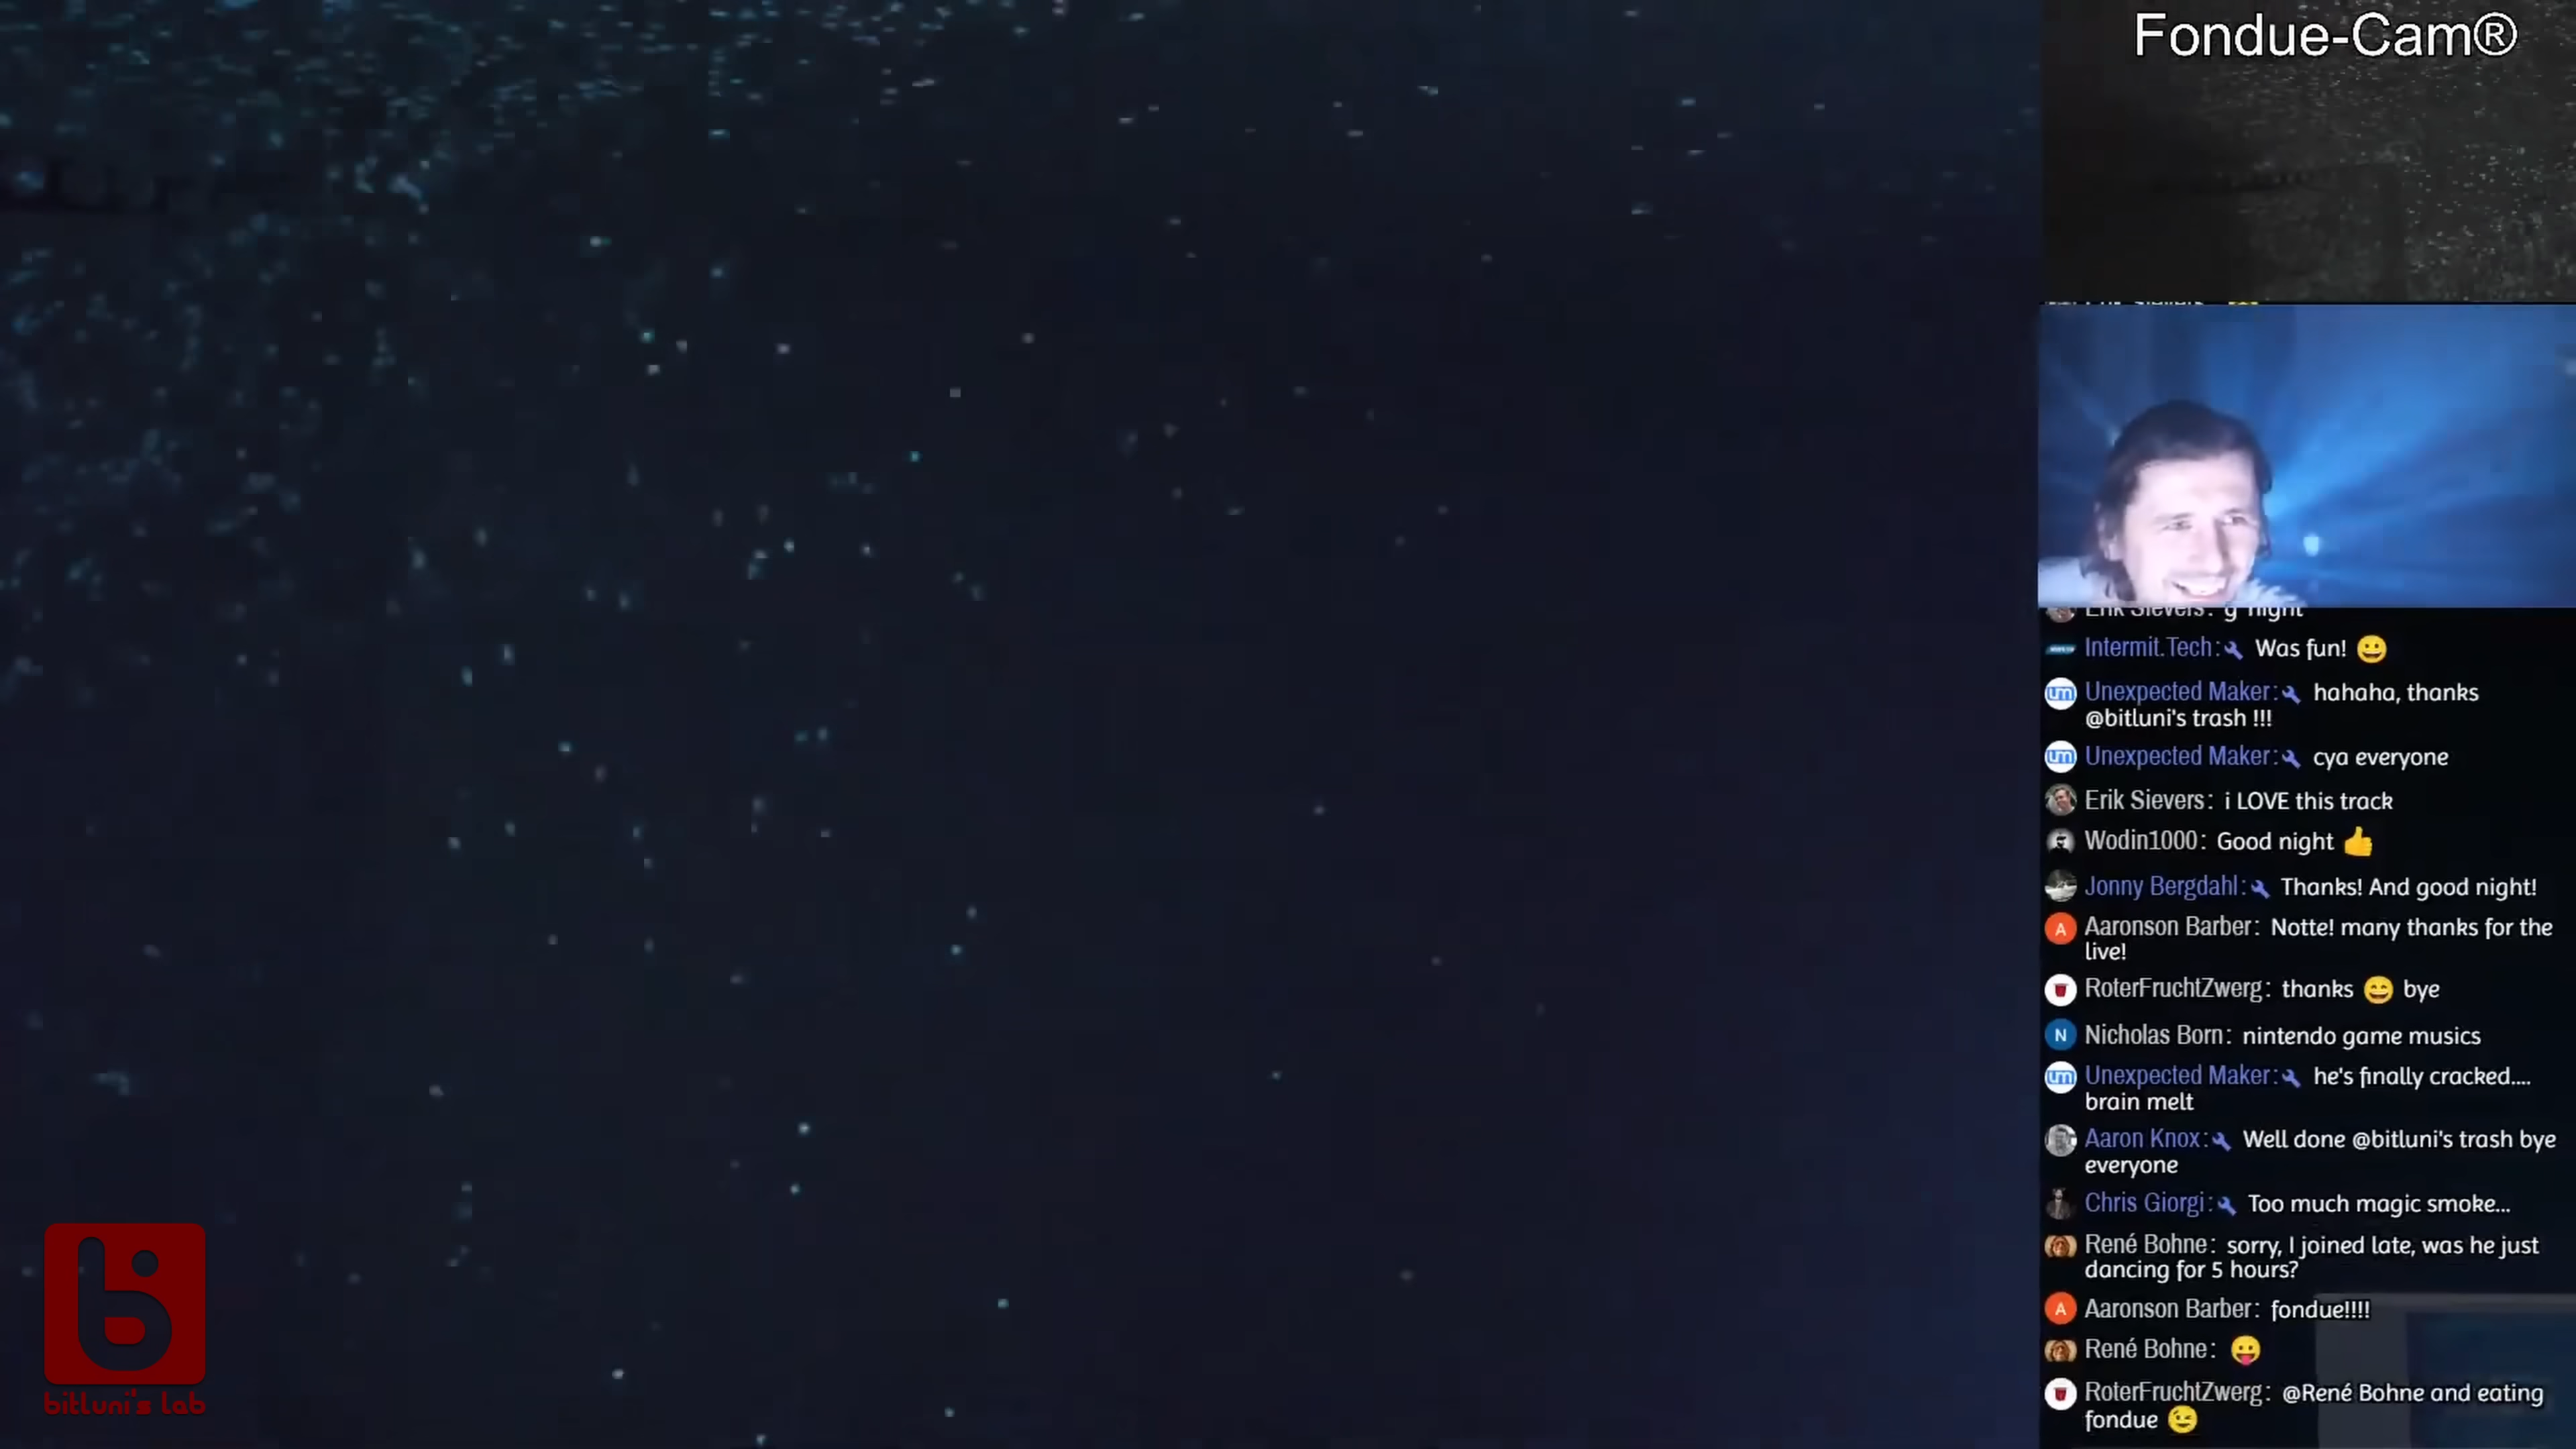 Fondue-Cam®
Erik Sievers: g'night
Intermit.Tech: Was fun! 😀
Unexpected Maker: hahaha, thanks
@bitluni's trash !!!
Unexpected Maker: cya everyone
Erik Sievers: i LOVE this track
Wodin1000: Good night 👍
Jonny Bergdahl: Thanks! And good night!
Aaronson Barber: Notte! many thanks for the
live!
RoterFruchtZwerg: thanks 😄 bye
Nicholas Born: nintendo game musics
Unexpected Maker: he's finally cracked....
brain melt
Aaron Knox: Well done @bitluni's trash bye
everyone
Chris Giorgi: Too much magic smoke...
René Bohne: sorry, I joined late, was he just
dancing for 5 hours?
Aaronson Barber: fondue!!!!
René Bohne: 😛
RoterFruchtZwerg: @René Bohne and eating
fondue 😉
bitluni's lab